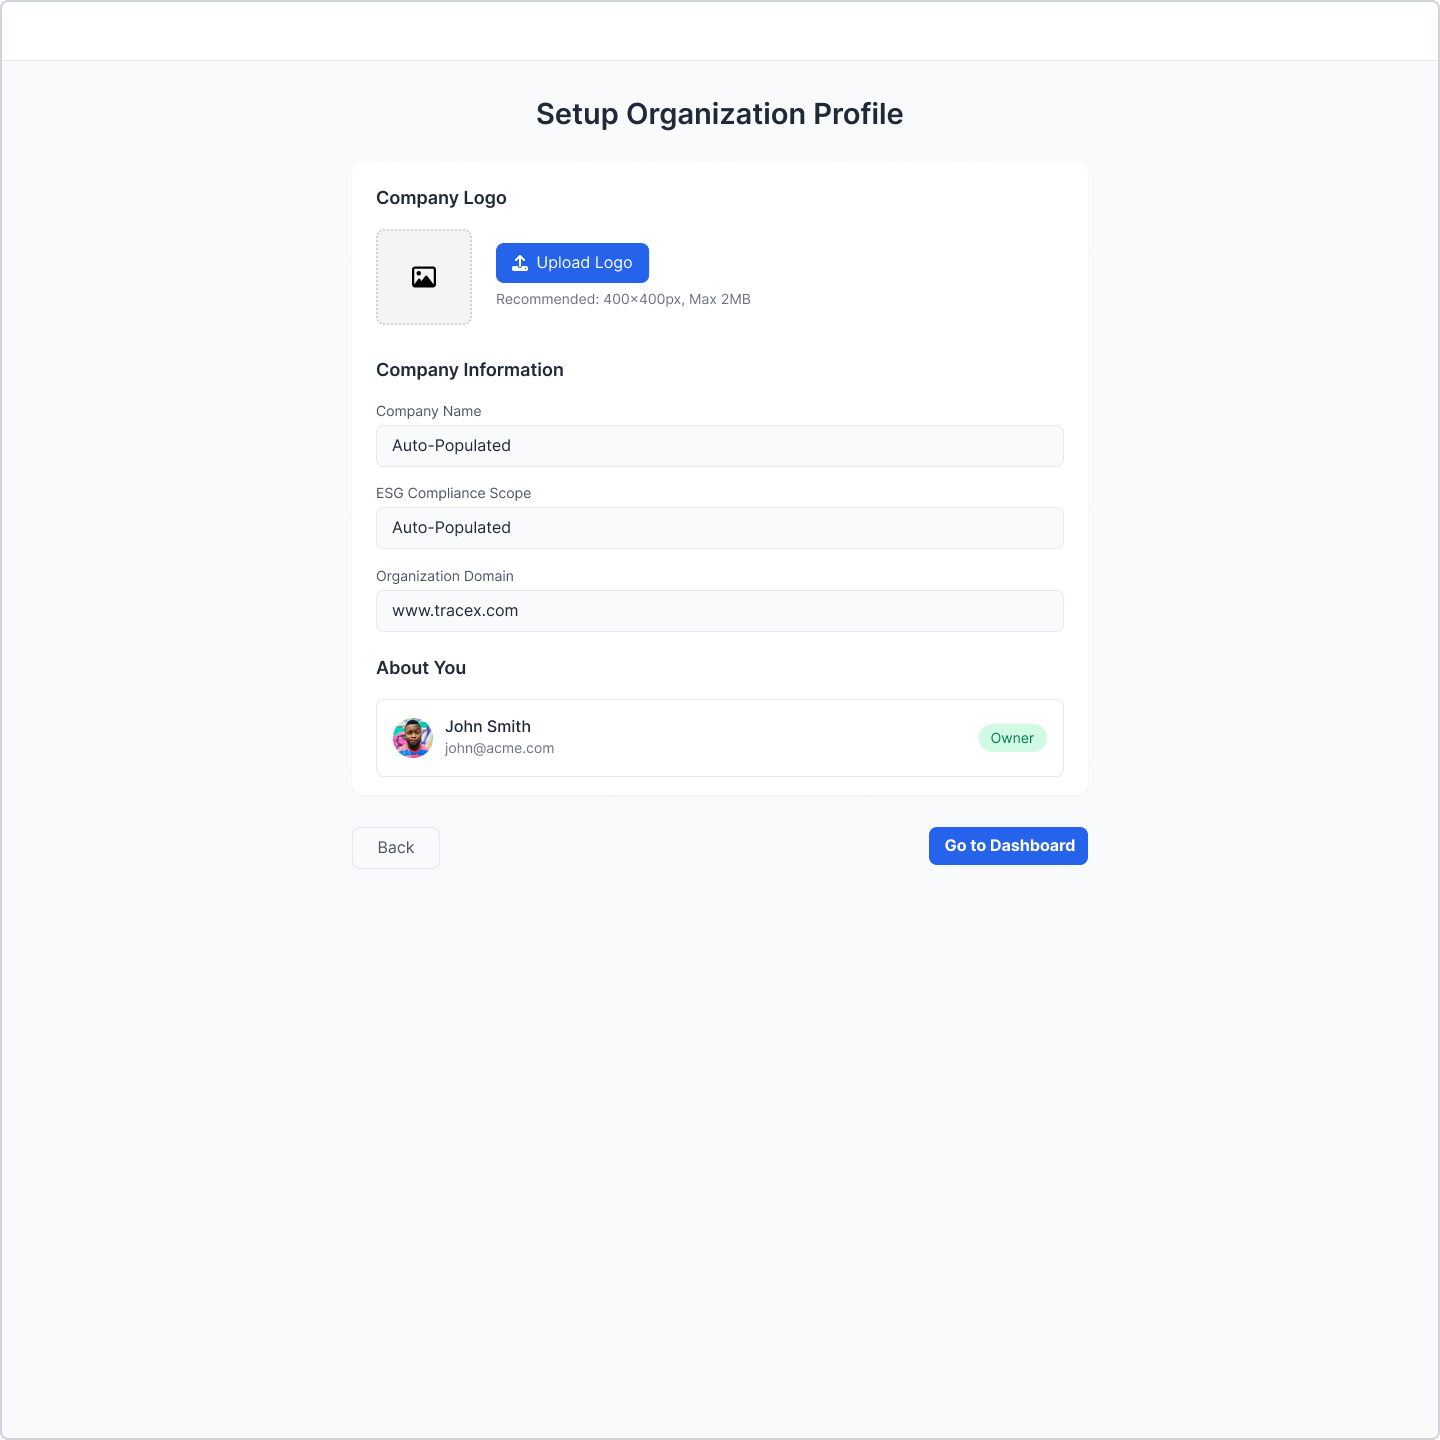 Setup Organization Profile
Company Logo
Upload Logo
Recommended: 400×400px, Max 2MB
Company Information
Company Name
Auto-Populated
ESG Compliance Scope
Auto-Populated
Organization Domain
www.tracex.com
About You
John Smith
john@acme.com
Owner
Back
Go to Dashboard